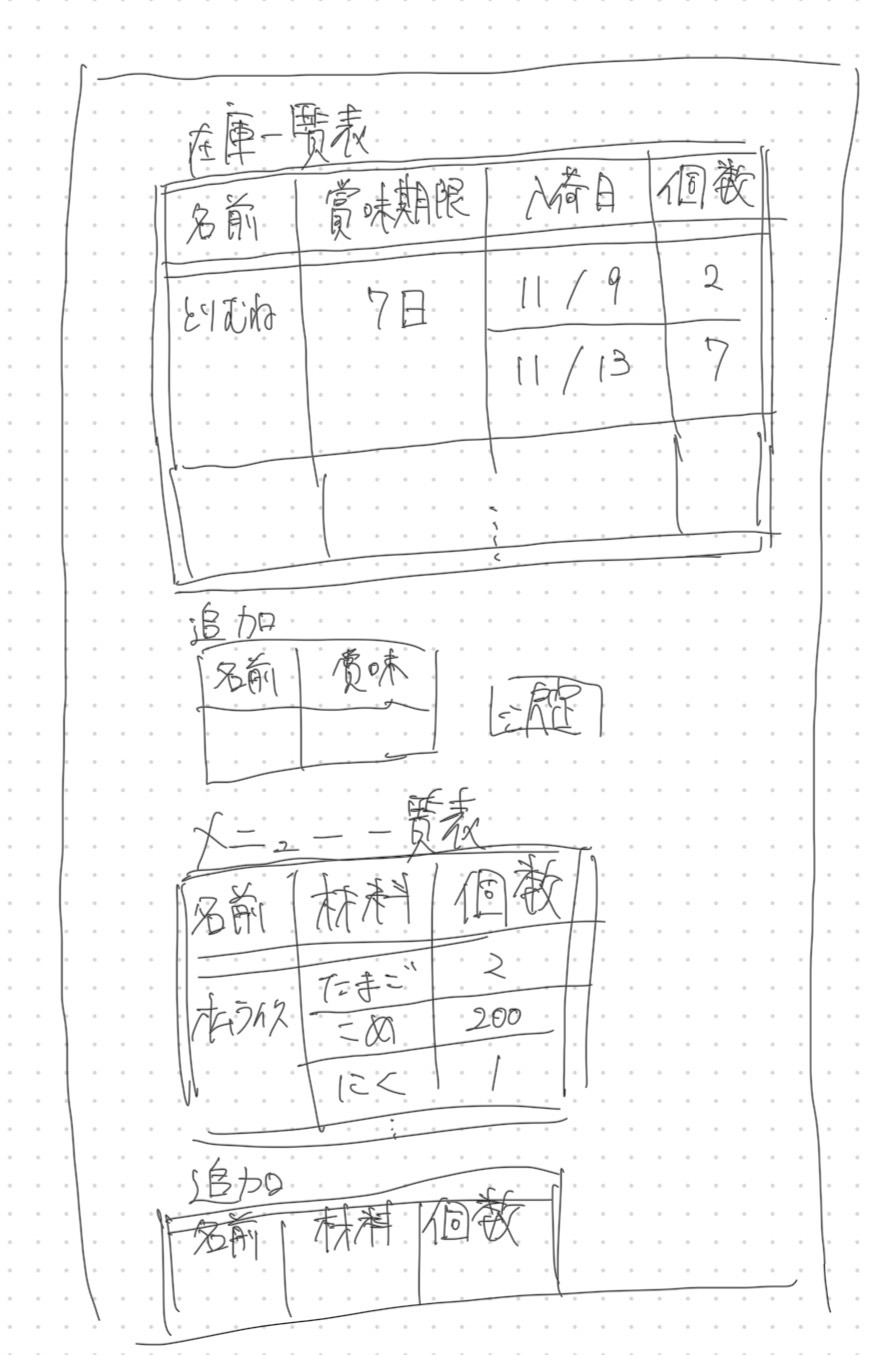 在庫一覧表
名前 賞味期限 入荷日 個数
とりむね 7日 11/9 2
11/13 7
追加
名前 賞味
確定
メニュー一覧表
名前 材料 個数
オムライス たまご 2
こめ 200
にく 1
追加
名前 材料 個数